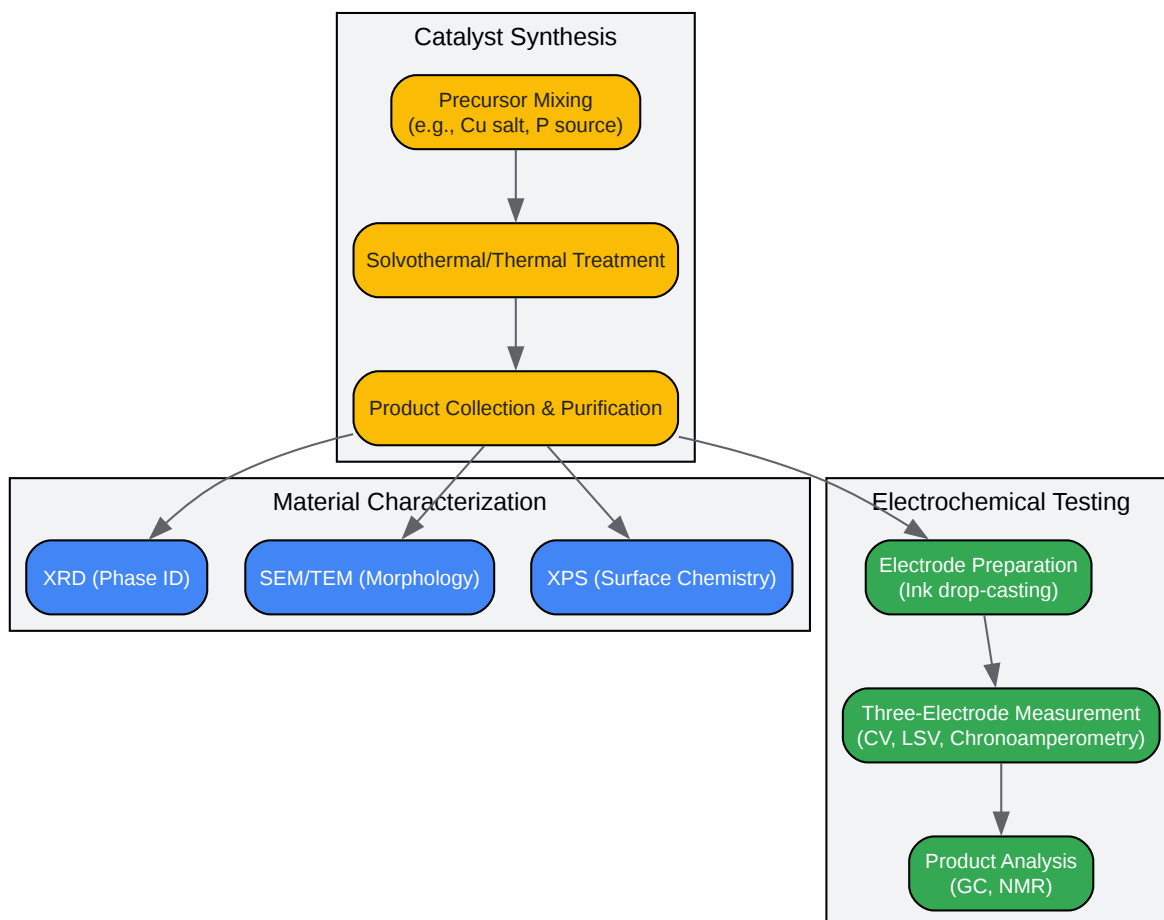 Catalyst Synthesis
Precursor Mixing
(e.g., Cu salt, P source)
Solvothermal/Thermal Treatment
Product Collection & Purification
Material Characterization
XRD (Phase ID)
SEM/TEM (Morphology)
XPS (Surface Chemistry)
Electrochemical Testing
Electrode Preparation
(Ink drop-casting)
Three-Electrode Measurement
(CV, LSV, Chronoamperometry)
Product Analysis
(GC, NMR)